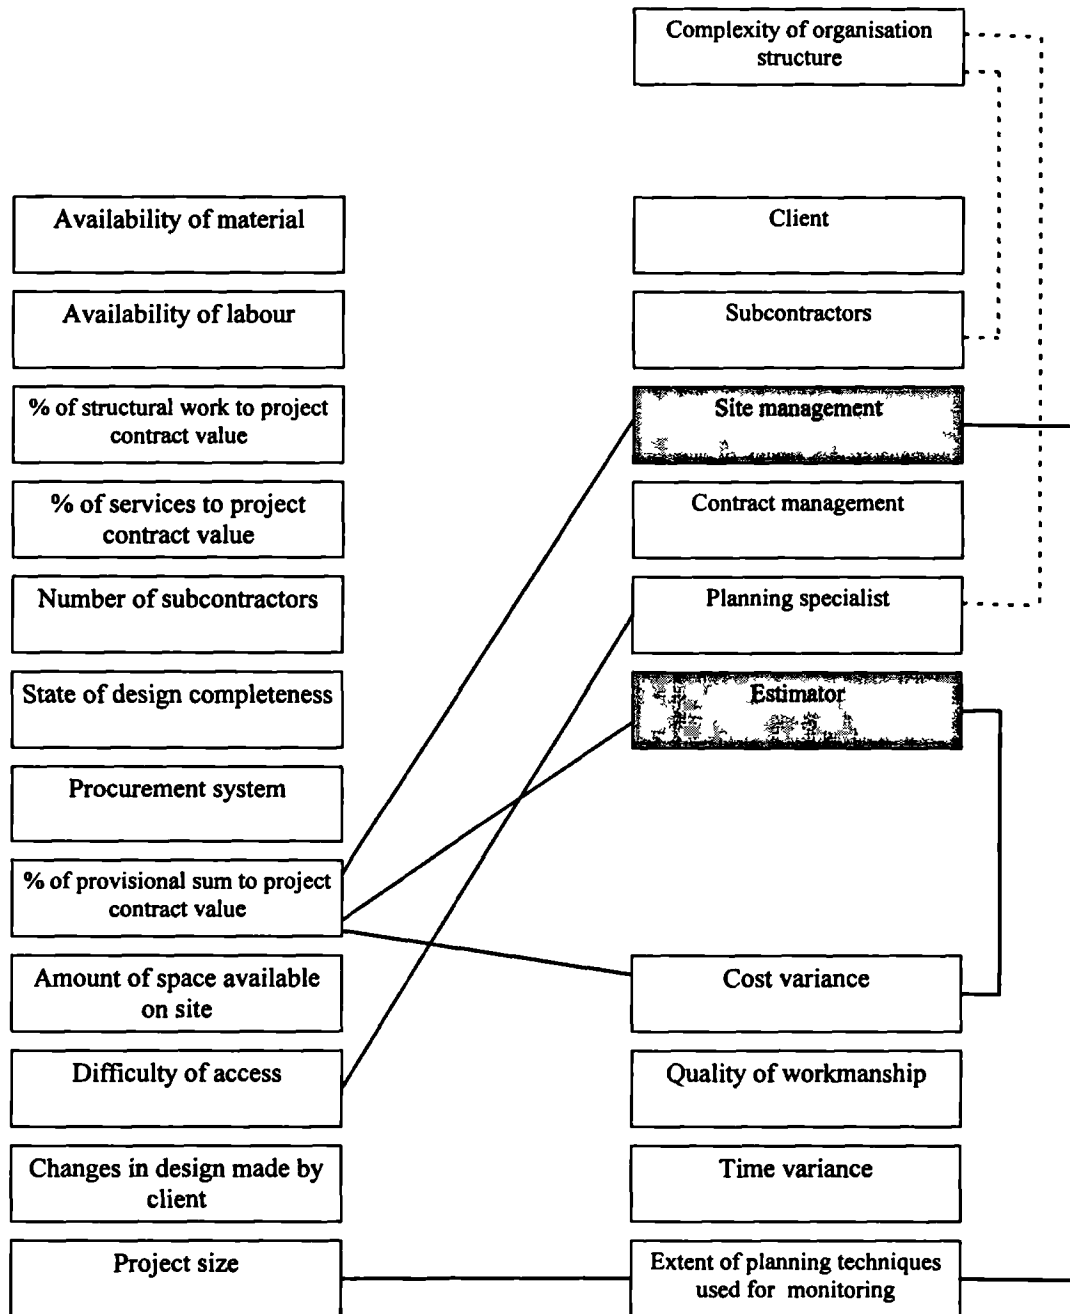 Complexity of organisation
structure
Availability of material
Client
Availability of labour
Subcontractors
% of structural work to project
contract value
Site management
% of services to project
contract value
Contract management
Number of subcontractors
Planning specialist
State of design completeness
Estimator
Procurement system
% of provisional sum to project
contract value
Amount of space available
on site
Cost variance
Difficulty of access
Quality of workmanship
Changes in design made by
client
Time variance
Project size
Extent of planning techniques
used for monitoring